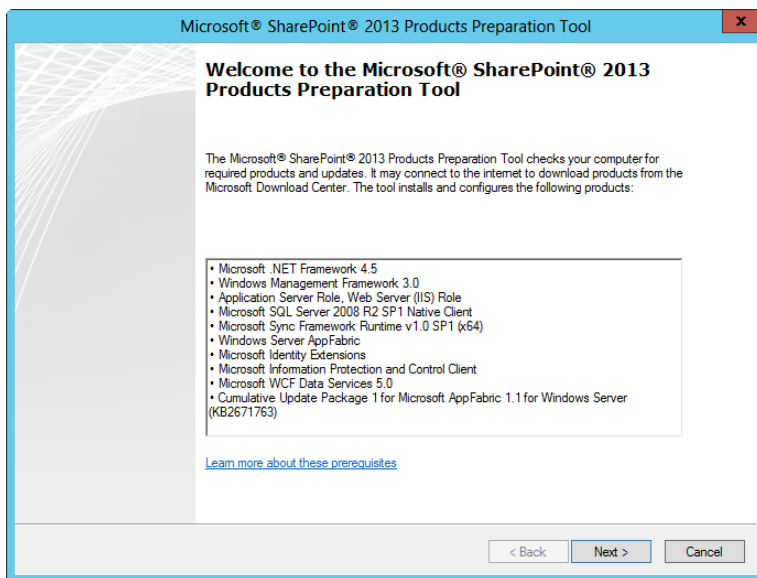 Microsoft® SharePoint® 2013 Products Preparation Tool
x
Welcome to the Microsoft® SharePoint® 2013
Products Preparation Tool
The Microsoft® SharePoint® 2013 Products Preparation Tool checks your computer for
required products and updates. It may connect to the internet to download products from the
Microsoft Download Center. The tool installs and configures the following products:
• Microsoft .NET Framework 4.5
• Windows Management Framework 3.0
• Application Server Role, Web Server (IIS) Role
• Microsoft SQL Server 2008 R2 SP1 Native Client
• Microsoft Sync Framework Runtime v1.0 SP1 (x64)
• Windows Server AppFabric
• Microsoft Identity Extensions
• Microsoft Information Protection and Control Client
• Microsoft WCF Data Services 5.0
• Cumulative Update Package 1 for Microsoft AppFabric 1.1 for Windows Server
(KB2671763)
Learn more about these prerequisites
< Back Next > Cancel